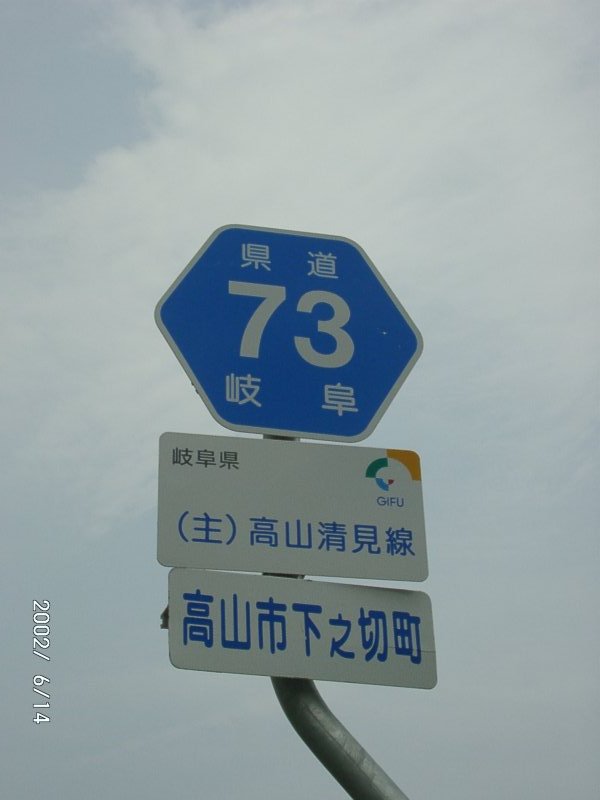 県 道
73
岐 阜
岐阜県
GIFU
(主)高山清見線
高山市下之切町
2002// 6/14